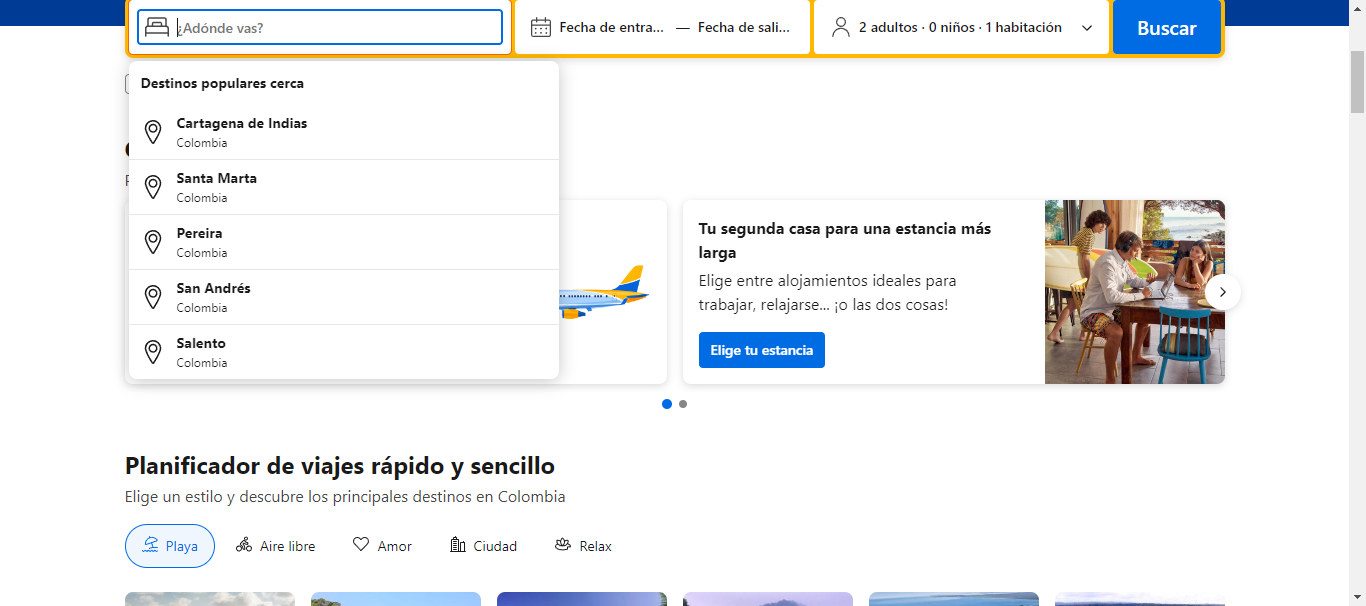 ¿Adónde vas?
Fecha de entra... — Fecha de sali...
2 adultos · 0 niños · 1 habitación
Buscar
Destinos populares cerca
Cartagena de Indias
Colombia
Santa Marta
Colombia
Pereira
Colombia
San Andrés
Colombia
Salento
Colombia
Tu segunda casa para una estancia más
larga
Elige entre alojamientos ideales para
trabajar, relajarse... ¡o las dos cosas!
Elige tu estancia
Planificador de viajes rápido y sencillo
Elige un estilo y descubre los principales destinos en Colombia
Playa
Aire libre
Amor
Ciudad
Relax